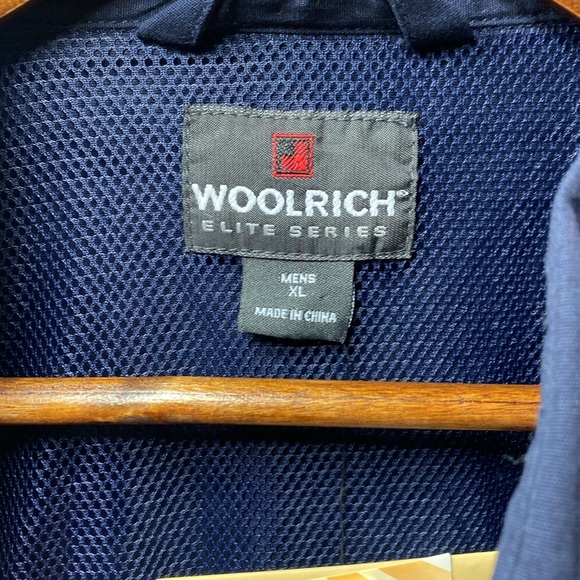 WOOLRICH®
ELITE SERIES
MENS
XL
MADE IN CHINA